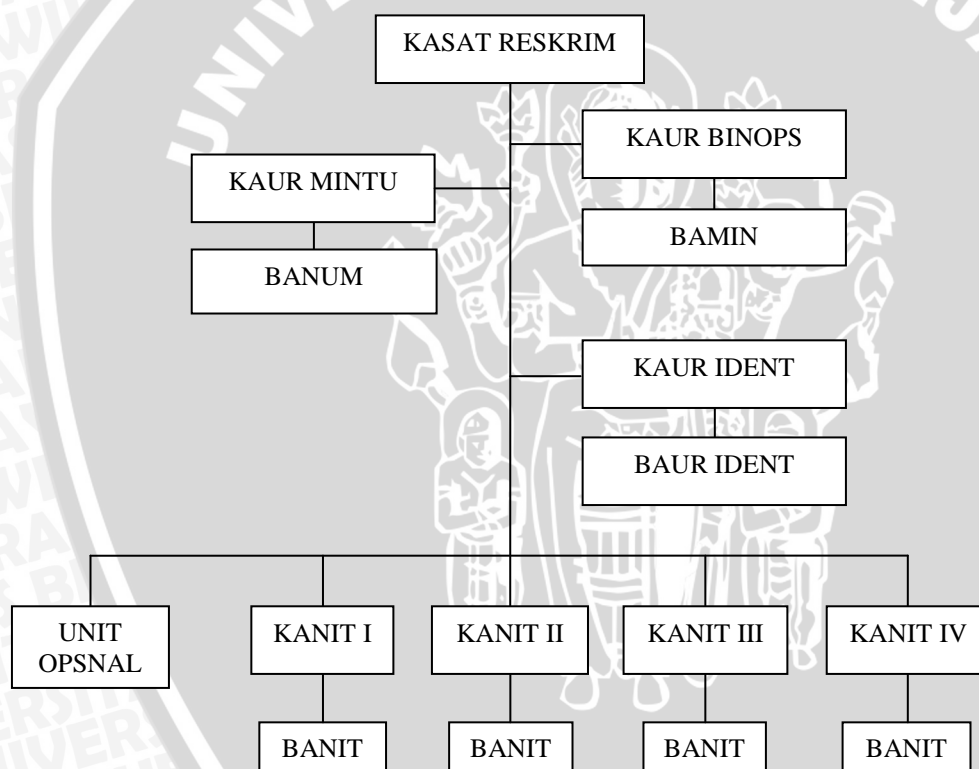 KASAT RESKRIM
KAUR BINOPS
KAUR MINTU
BAMIN
BANUM
KAUR IDENT
BAUR IDENT
UNIT
OPSNAL
KANIT I
KANIT II
KANIT III
KANIT IV
BANIT
BANIT
BANIT
BANIT